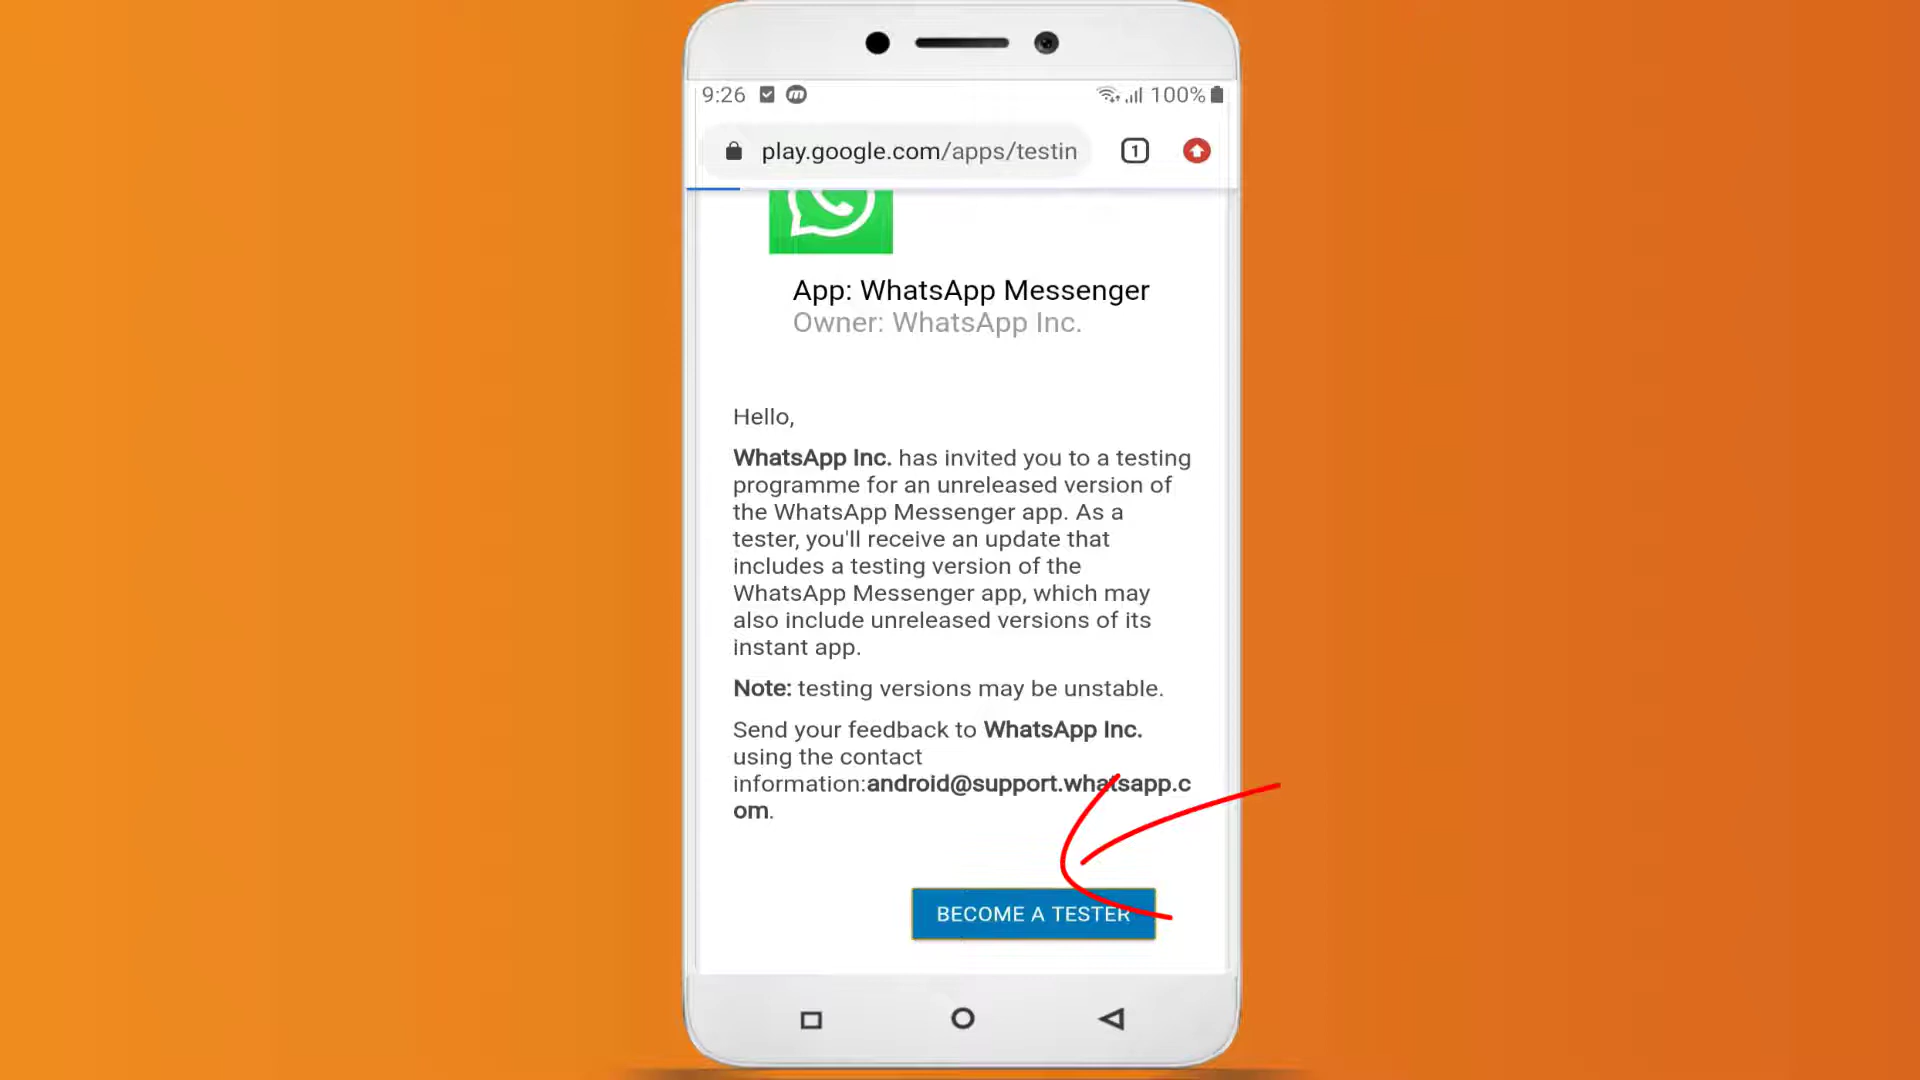 9:26
100%
play.google.com/apps/testin
1
App: WhatsApp Messenger
Owner: WhatsApp Inc.
Hello,
WhatsApp Inc. has invited you to a testing
programme for an unreleased version of
the WhatsApp Messenger app. As a
tester, you'll receive an update that
includes a testing version of the
WhatsApp Messenger app, which may
also include unreleased versions of its
instant app.
Note: testing versions may be unstable.
Send your feedback to WhatsApp Inc.
using the contact
information:android@support.whatsapp.c
om.
BECOME A TESTER